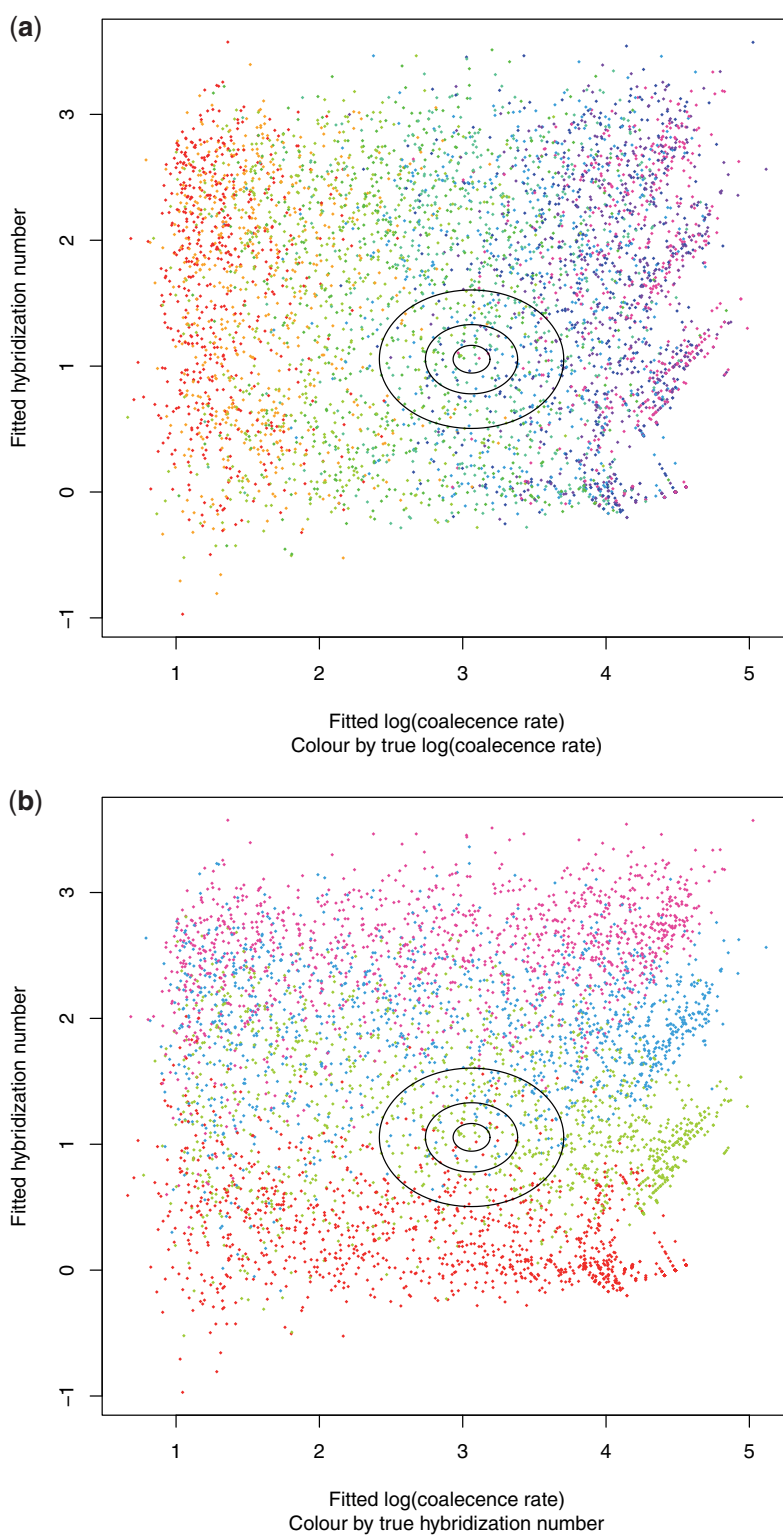 (a)
3
2
1
0
−1
Fitted hybridization number
1 2 3 4 5
Fitted log(coalecence rate)
Colour by true log(coalecence rate)
(b)
3
2
1
0
−1
Fitted hybridization number
1 2 3 4 5
Fitted log(coalecence rate)
Colour by true hybridization number